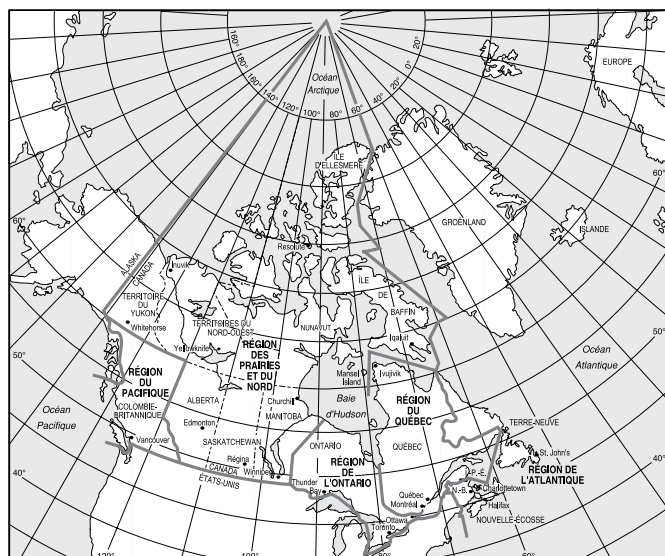 160°
180°
160°
140°
120°
100°
80°
60°
40°
20°
0°
20°
Océan
Arctique
EUROPE
ÎLE
D'ELLESMERE
GROËNLAND
ISLANDE
60°
Resolute
ALASKA
CANADA
Inuvik
ÎLE
DE
BAFFIN
60°
TERRITOIRE
DU
YUKON
Whitehorse
TERRITOIRES DU
NORD-OUEST
NUNAVUT
Iqaluit
Yellowknife
RÉGION
DES
PRAIRIES
ET DU
NORD
Mansel
Island
Ivujivik
50°
Océan
Atlantique
50°
RÉGION
DU
PACIFIQUE
COLOMBIE-
BRITANNIQUE
ALBERTA
Churchil
MANITOBA
Baie
d'Hudson
RÉGION
DU
QUÉBEC
Océan
Pacifique
Edmonton
TERRE-NEUVE
Vancouver
SASKATCHEWAN
ONTARIO
QUÉBEC
St. John's
40°
Régina
CANADA
ÉTATS-UNIS
Winnipeg
RÉGION
DE
L'ONTARIO
Î.-P.-É.
RÉGION DE
L'ATLANTIQUE
40°
Thunder
Bay
Québec
Montréal
N.-B.
Charlottetown
Halifax
Ottawa
Toronto
NOUVELLE-ÉCOSSE
120°
100°
80°
60°